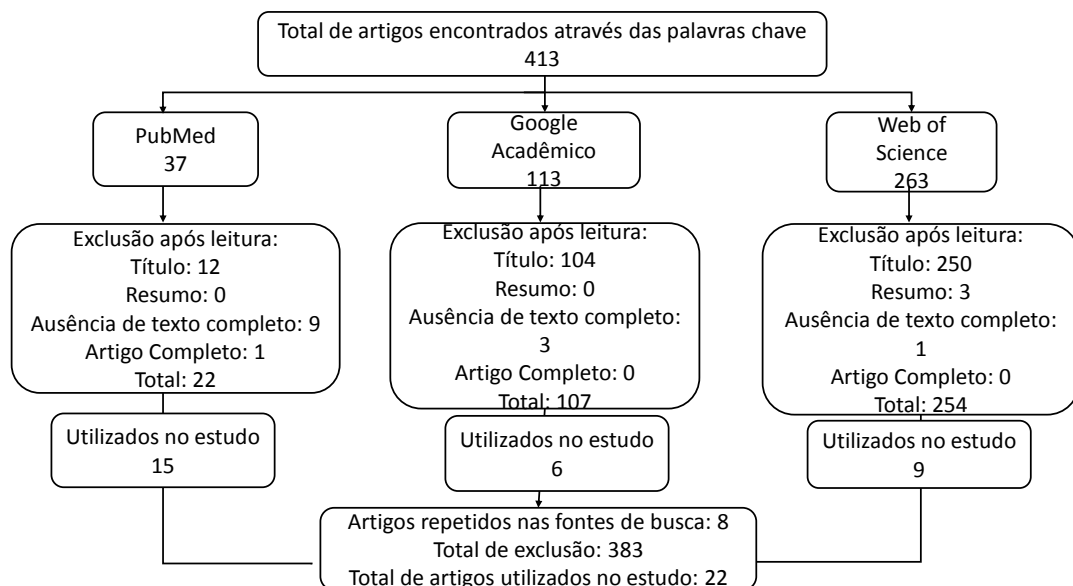 Total de artigos encontrados através das palavras chave
413
PubMed
37
Google
Acadêmico
113
Web of
Science
263
Exclusão após leitura:
Título: 12
Resumo: 0
Ausência de texto completo: 9
Artigo Completo: 1
Total: 22
Exclusão após leitura:
Título: 104
Resumo: 0
Ausência de texto completo:
3
Artigo Completo: 0
Total: 107
Exclusão após leitura:
Título: 250
Resumo: 3
Ausência de texto completo:
1
Artigo Completo: 0
Total: 254
Utilizados no estudo
15
Utilizados no estudo
6
Utilizados no estudo
9
Artigos repetidos nas fontes de busca: 8
Total de exclusão: 383
Total de artigos utilizados no estudo: 22